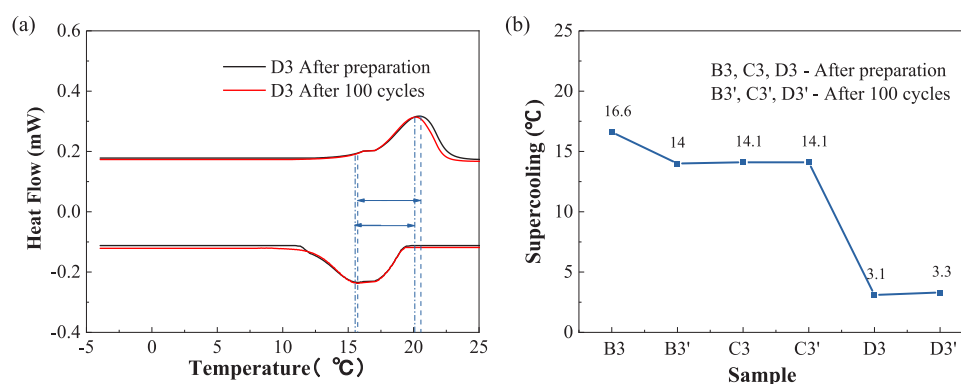 (a)
0.6
0.4
0.2
0.0
-0.2
-0.4
Heat Flow (mW)
D3 After preparation
D3 After 100 cycles
-5
0
5
10
15
20
25
Temperature( ℃)
(b)
25
20
15
10
5
0
Supercooling (℃)
B3, C3, D3 - After preparation
B3', C3', D3' - After 100 cycles
16.6
14
14.1
14.1
3.1
3.3
B3
B3'
C3
C3'
D3
D3'
Sample